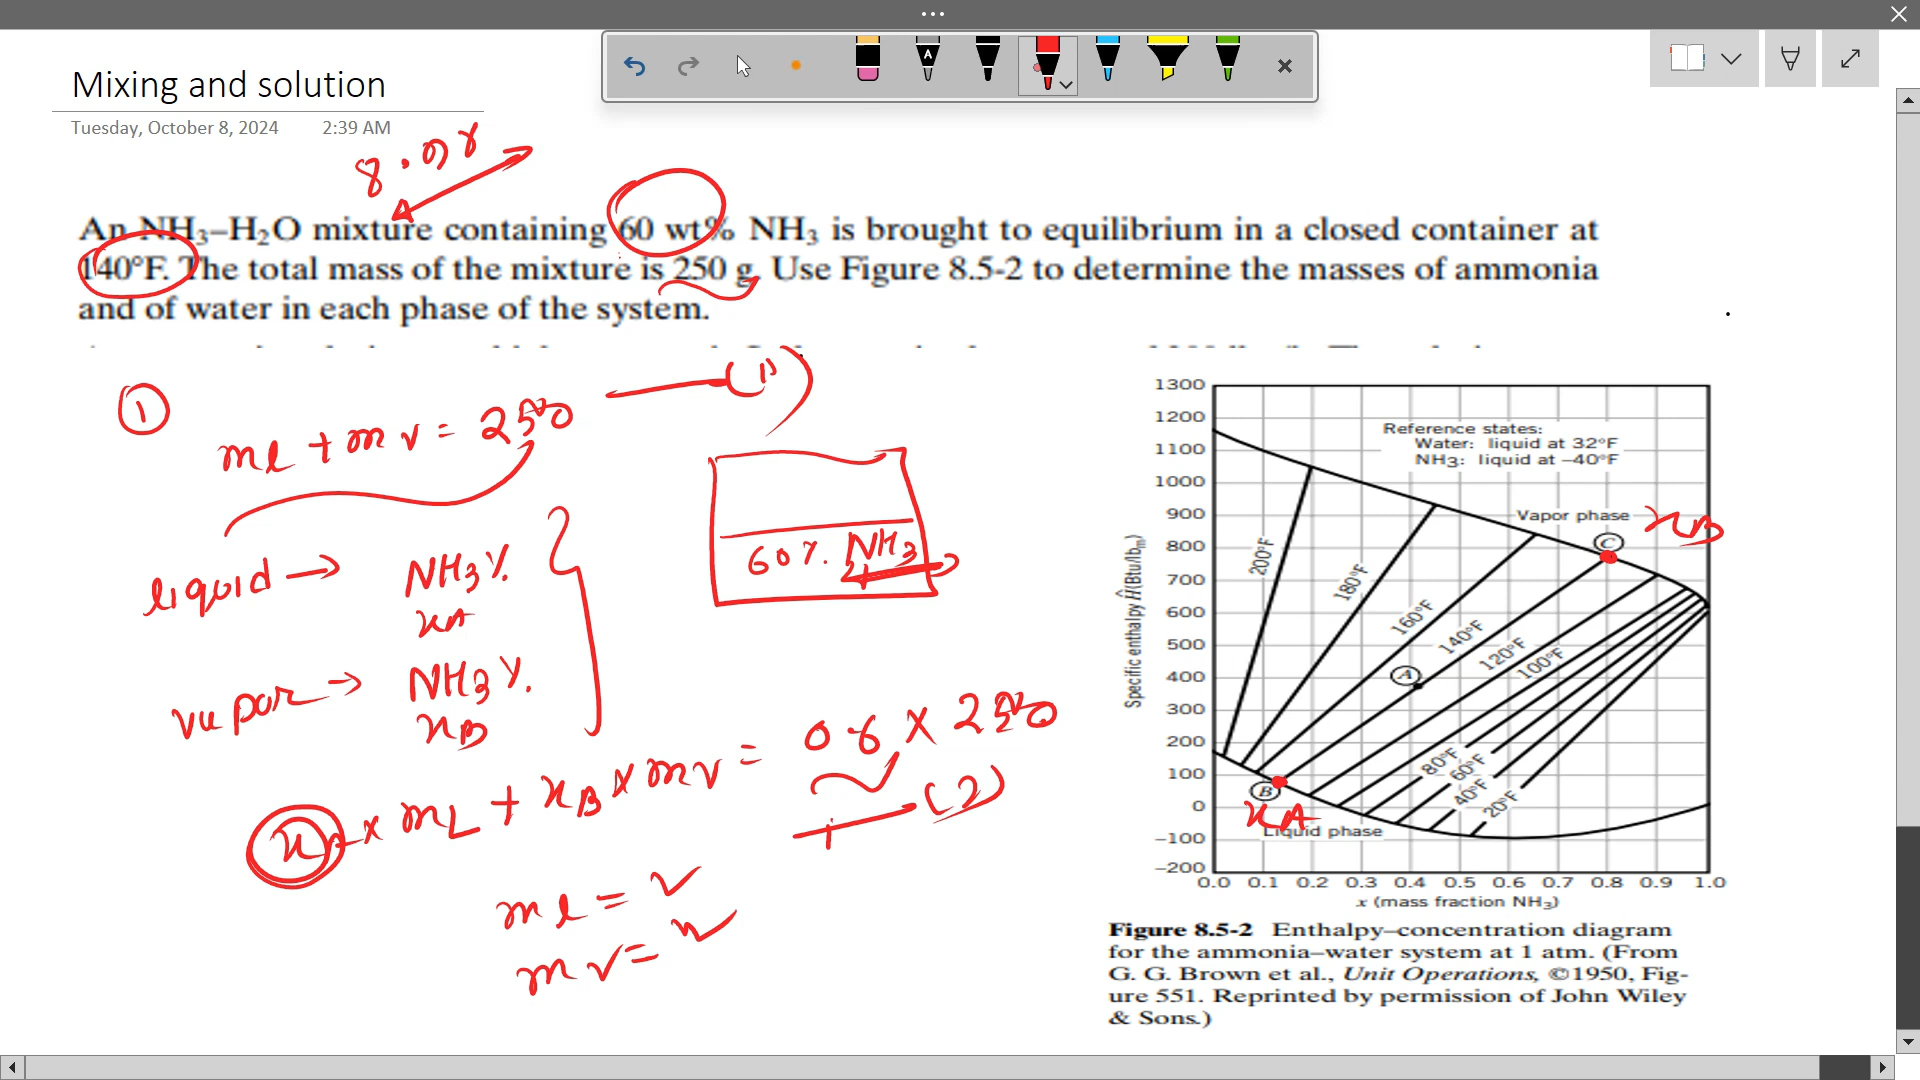 Mixing and solution
Tuesday, October 8, 2024 2:39 AM
An NH₃–H₂O mixture containing 60 wt% NH₃ is brought to equilibrium in a closed container at
140°F. The total mass of the mixture is 250 g. Use Figure 8.5-2 to determine the masses of ammonia
and of water in each phase of the system.
①
ml + mv = 250
(1)
liquid → NH3 %
xA
vapor → NH3 %.
xB
60 %. NH3
x ml + xB x mv = 0.6 x 250
(2)
ml = ✓
mv = ✓
1300
1200
1100
1000
900
800
700
600
500
400
300
200
100
0
−100
−200
Specific enthalpy Ĥ(Btu/lbm)
Reference states:
Water: liquid at 32°F
NH3: liquid at −40°F
Vapor phase
xB
C
200°F
180°F
160°F
140°F
120°F
100°F
A
80°F
60°F
40°F
20°F
B
xA
Liquid phase
0.0 0.1 0.2 0.3 0.4 0.5 0.6 0.7 0.8 0.9 1.0
x (mass fraction NH3)
Figure 8.5-2 Enthalpy–concentration diagram
for the ammonia–water system at 1 atm. (From
G. G. Brown et al., Unit Operations, ©1950, Fig-
ure 551. Reprinted by permission of John Wiley
& Sons.)